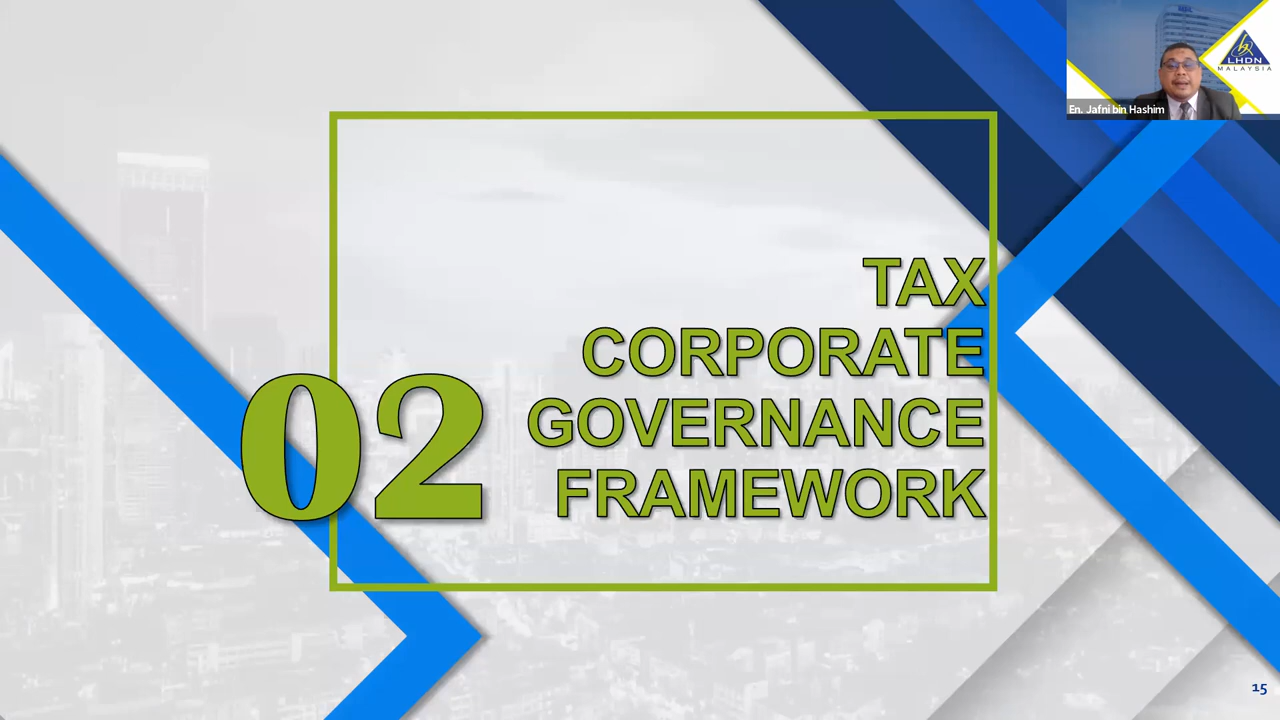 LHDN
MALAYSIA
En. Jafni bin Hashim
02
TAX
CORPORATE
GOVERNANCE
FRAMEWORK
15